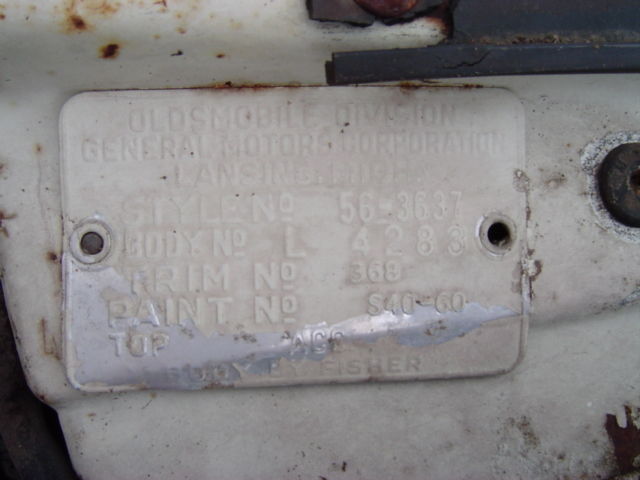 OLDSMOBILE DIVISION
GENERAL MOTORS CORPORATION
LANSING, MICH.
STYLE Nº 56-3637
BODY Nº L 4283
TRIM Nº 368
PAINT Nº S40-60
TOP ACC
BODY BY FISHER